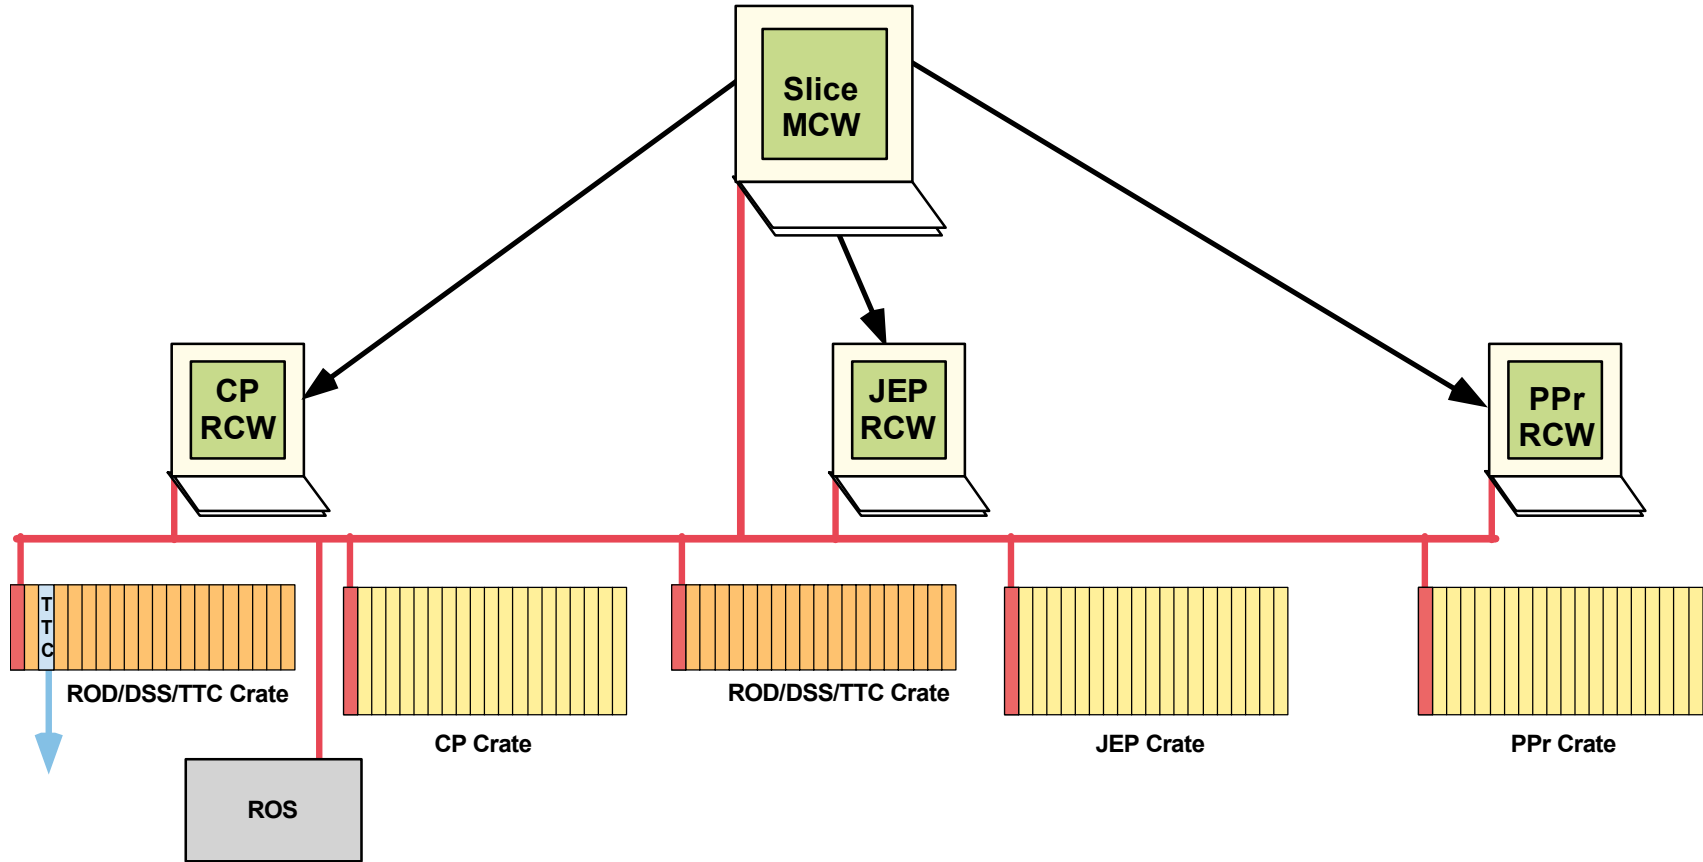 Slice
MCW
CP
RCW
JEP
RCW
PPr
RCW
T
T
C
ROD/DSS/TTC Crate
ROD/DSS/TTC Crate
CP Crate
JEP Crate
PPr Crate
ROS